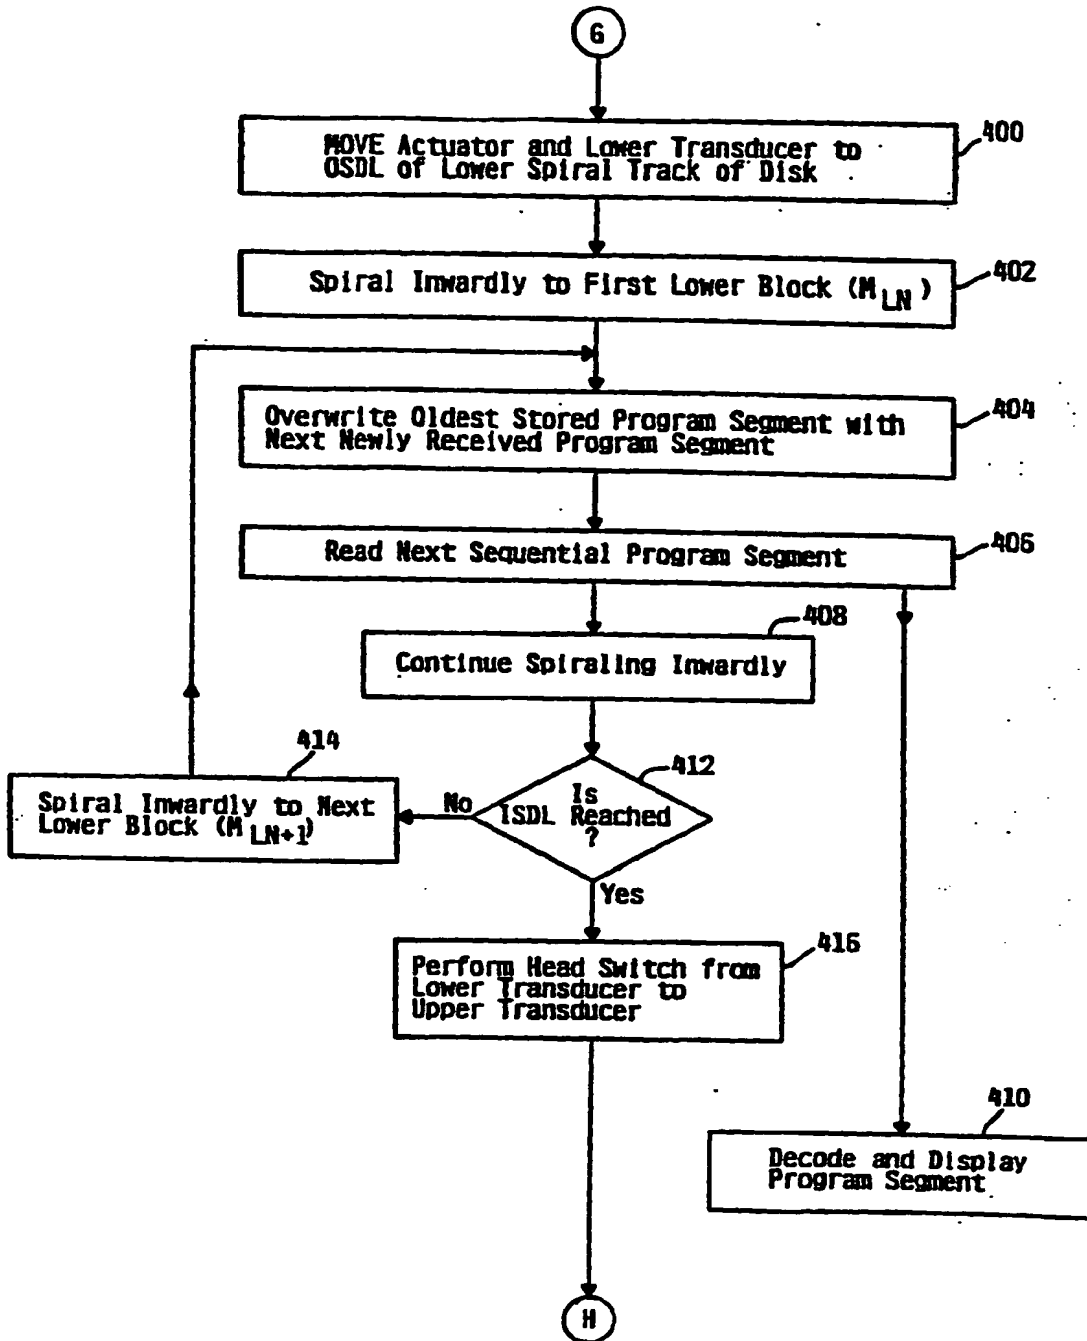 G
MOVE Actuator and Lower Transducer to
OSDL of Lower Spiral Track of Disk
400
Spiral Inwardly to First Lower Block (M LN )
402
Overwrite Oldest Stored Program Segment with
Next Newly Received Program Segment
404
Read Next Sequential Program Segment
406
408
Continue Spiraling Inwardly
414
Spiral Inwardly to Next
Lower Block (M LN+1)
No
412
Is
ISDL Reached
?
Yes
416
Perform Head Switch from
Lower Transducer to
Upper Transducer
410
Decode and Display
Program Segment
H